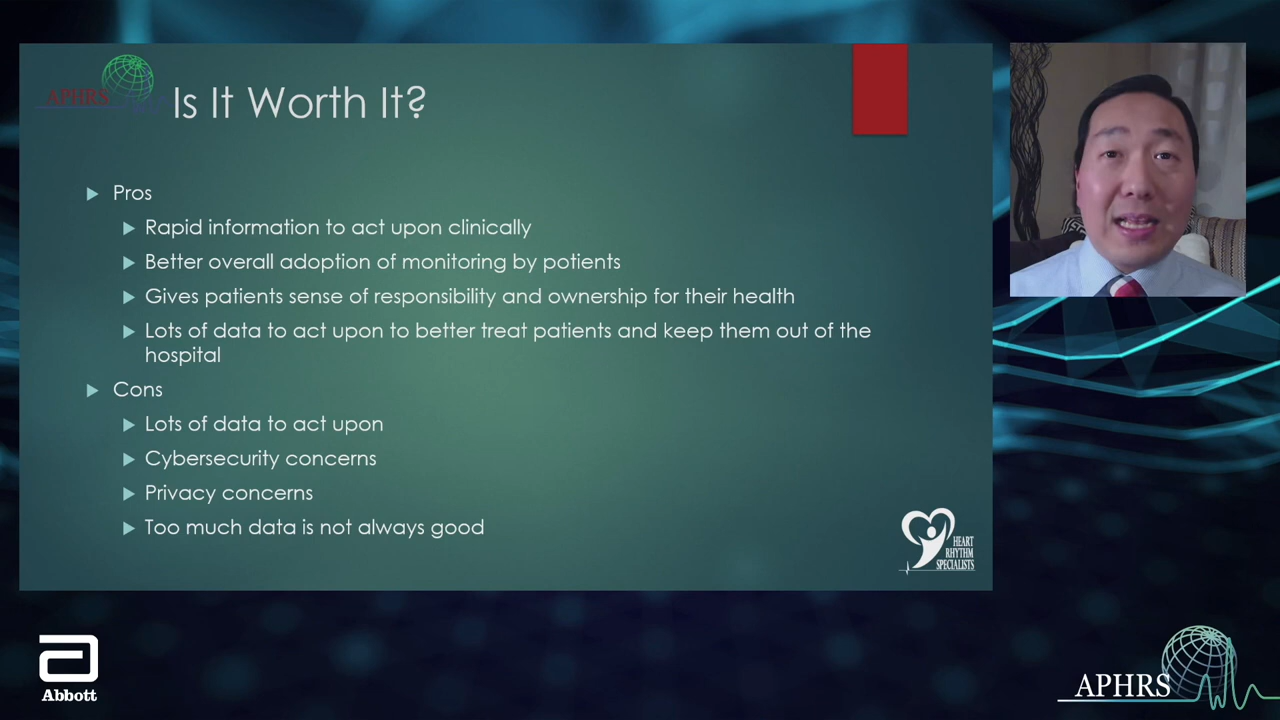 APHRS
Is It Worth It?
Pros
Rapid information to act upon clinically
Better overall adoption of monitoring by potients
Gives patients sense of responsibility and ownership for their health
Lots of data to act upon to better treat patients and keep them out of the
hospital
Cons
Lots of data to act upon
Cybersecurity concerns
Privacy concerns
Too much data is not always good
HEART
RHYTHM
SPECIALISTS
Abbott
APHRS